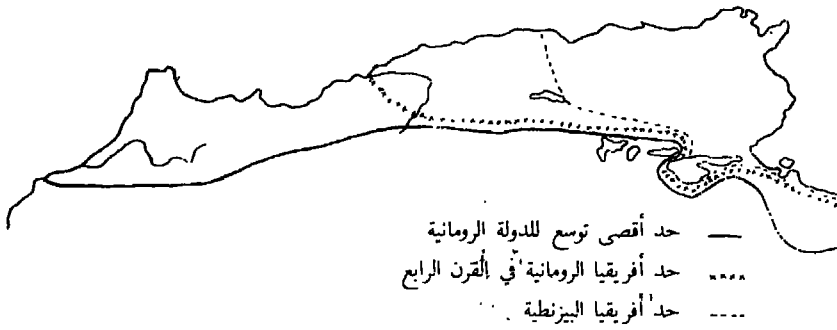 حد أقصى توسع للدولة الرومانية
حد أفريقيا الرومانية في القرن الرابع
حد أفريقيا البيزنطية